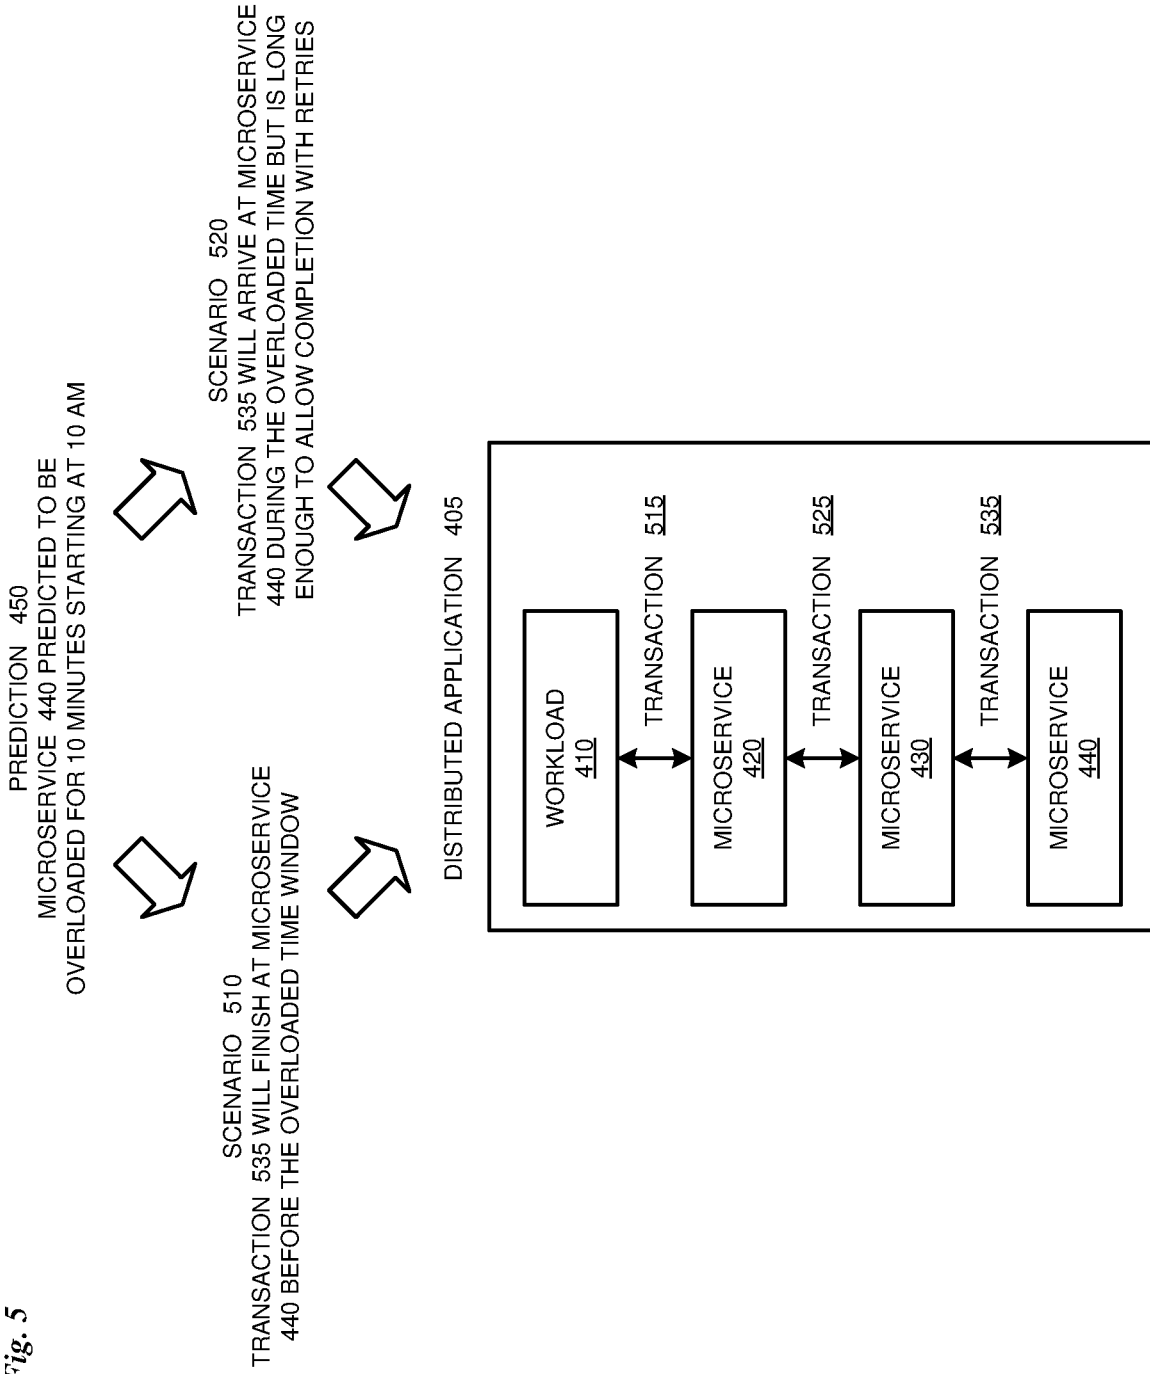 Fig. 5
PREDICTION 450
MICROSERVICE 440 PREDICTED TO BE
OVERLOADED FOR 10 MINUTES STARTING AT 10 AM
SCENARIO 510
TRANSACTION 535 WILL FINISH AT MICROSERVICE
440 BEFORE THE OVERLOADED TIME WINDOW
SCENARIO 520
TRANSACTION 535 WILL ARRIVE AT MICROSERVICE
440 DURING THE OVERLOADED TIME BUT IS LONG
ENOUGH TO ALLOW COMPLETION WITH RETRIES
DISTRIBUTED APPLICATION 405
WORKLOAD
410
TRANSACTION 515
MICROSERVICE
420
TRANSACTION 525
MICROSERVICE
430
TRANSACTION 535
MICROSERVICE
440